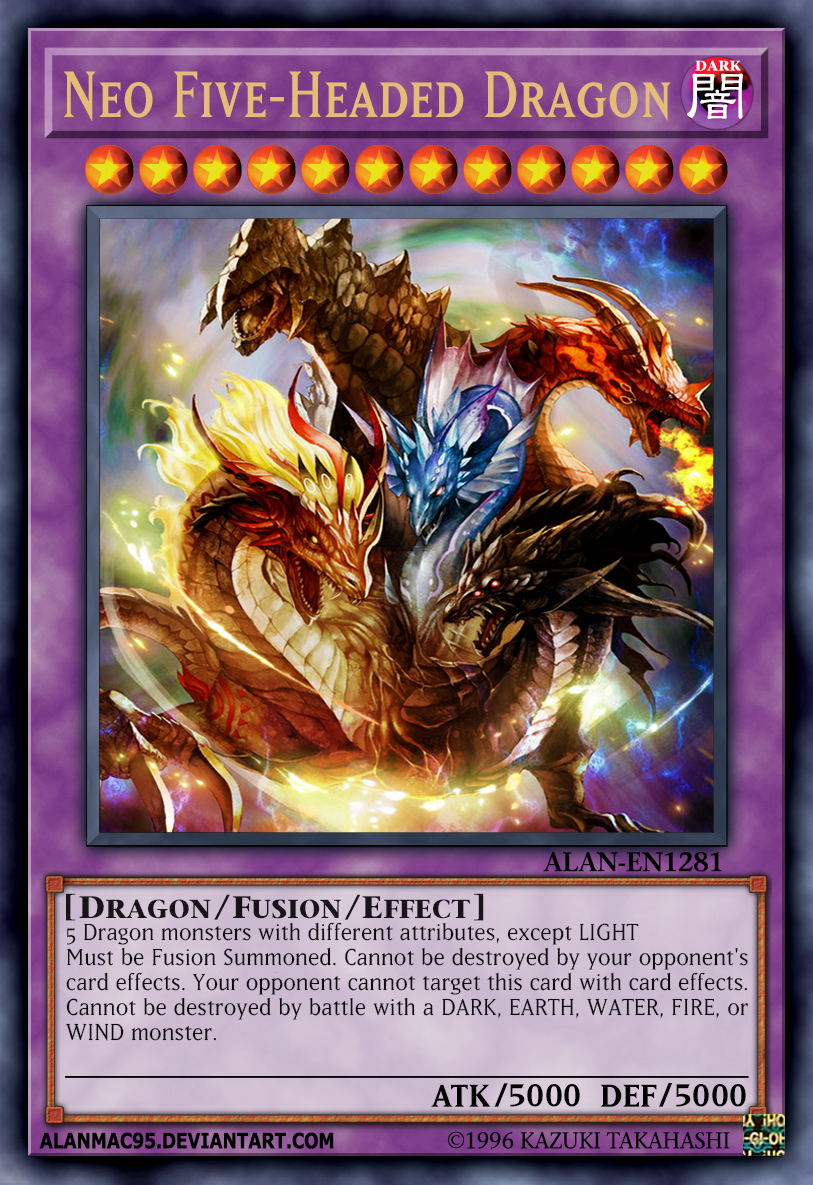 Neo Five-Headed Dragon
DARK
闇
ALAN-EN1281
[Dragon/Fusion/Effect]
5 Dragon monsters with different attributes, except LIGHT
Must be Fusion Summoned. Cannot be destroyed by your opponent's
card effects. Your opponent cannot target this card with card effects.
Cannot be destroyed by battle with a DARK, EARTH, WATER, FIRE, or
WIND monster.
ATK/5000 DEF/5000
ALANMAC95.DEVIANTART.COM
©1996 KAZUKI TAKAHASHI